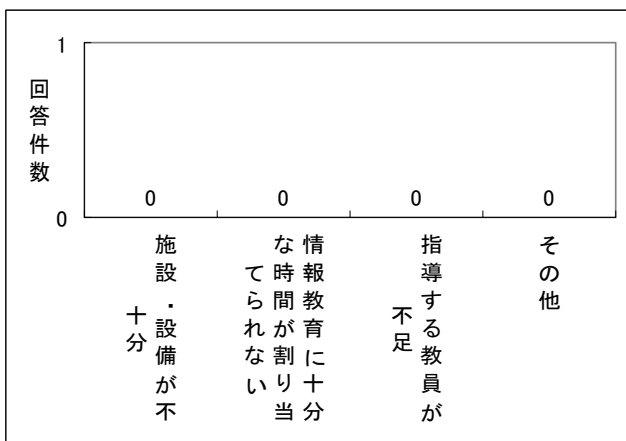 1
回答件数
0
0
0
0
0
施設・設備が不
十分
情報教育に十分
な時間が割り当
てられない
指導する教員が
不足
その他